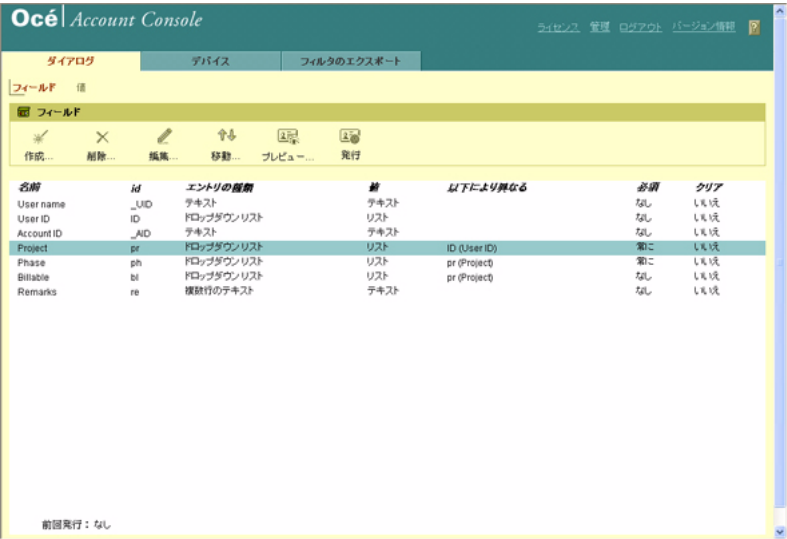 Océ Account Console
ライセンス 管理 ログアウト バージョン情報 ?
ダイアログ デバイス フィルタのエクスポート
フィールド 値
フィールド
作成... 削除... 編集... 移動... プレビュー... 発行
名前 id エントリの種類 値 以下により異なる 必須 クリア
User name _UID テキスト テキスト なし いいえ
User ID ID ドロップダウン リスト リスト なし いいえ
Account ID _AID テキスト テキスト なし いいえ
Project pr ドロップダウン リスト リスト ID (User ID) 常に いいえ
Phase ph ドロップダウン リスト リスト pr (Project) 常に いいえ
Billable bl ドロップダウン リスト リスト pr (Project) なし いいえ
Remarks re 複数行のテキスト テキスト なし いいえ
前回発行：なし